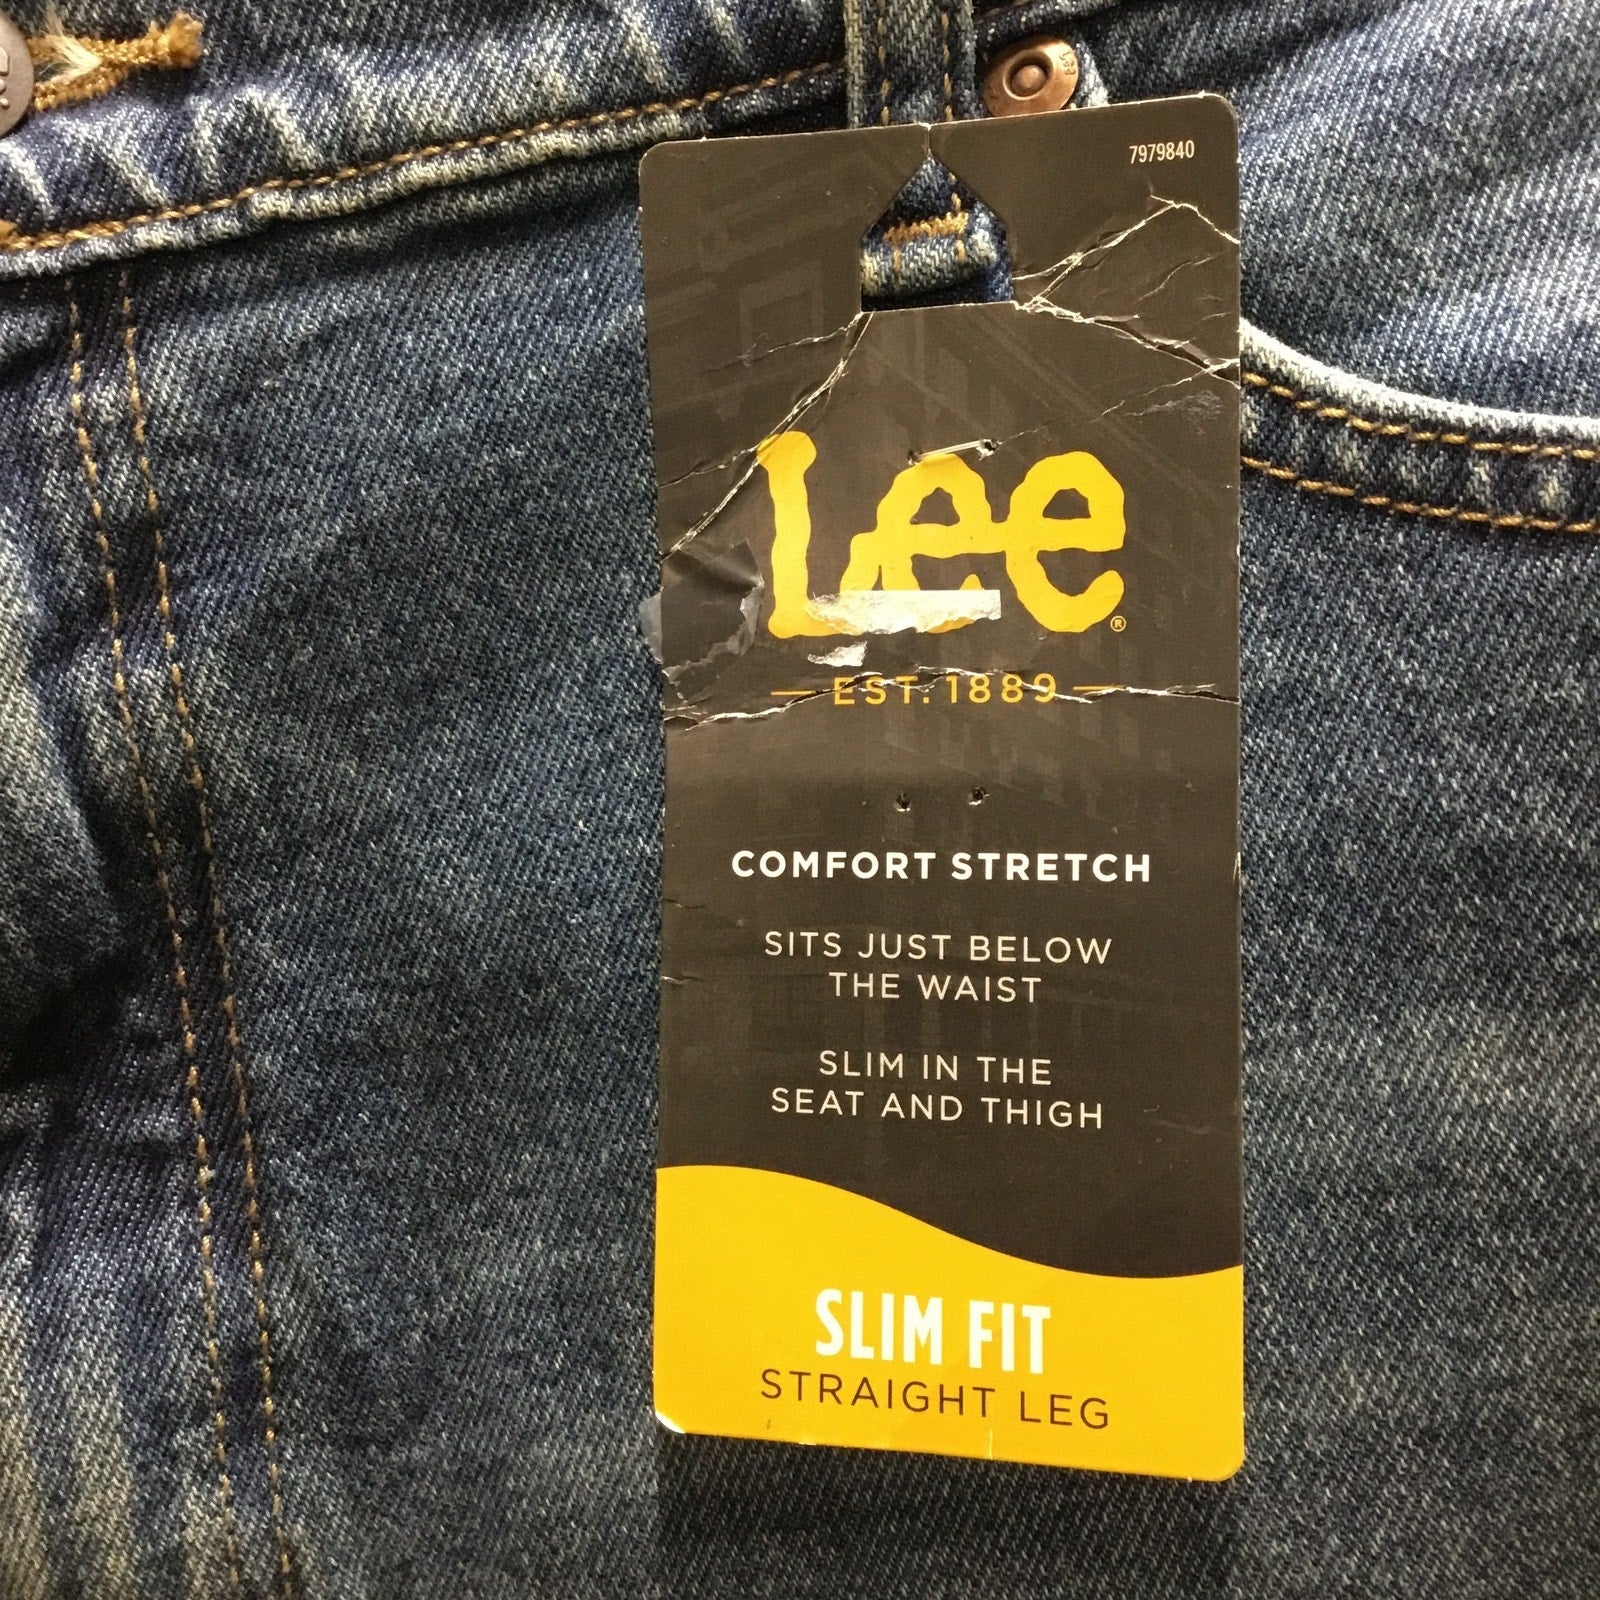 7979840
Lee®
EST. 1889
COMFORT STRETCH
SITS JUST BELOW
THE WAIST
SLIM IN THE
SEAT AND THIGH
SLIM FIT
STRAIGHT LEG